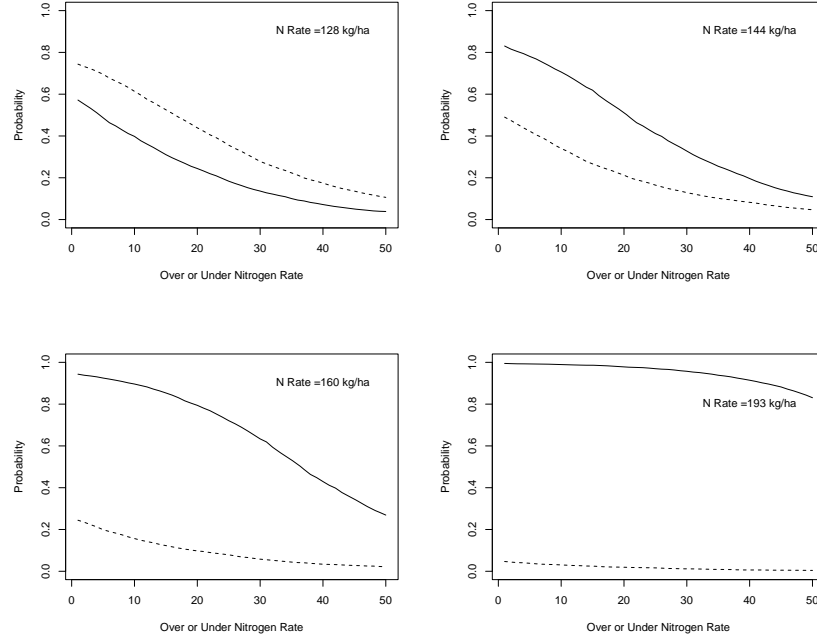 N Rate =128 kg/ha
Probability
0.0 0.2 0.4 0.6 0.8 1.0
0 10 20 30 40 50
Over or Under Nitrogen Rate
N Rate =144 kg/ha
Probability
0.0 0.2 0.4 0.6 0.8 1.0
0 10 20 30 40 50
Over or Under Nitrogen Rate
N Rate =160 kg/ha
Probability
0.0 0.2 0.4 0.6 0.8 1.0
0 10 20 30 40 50
Over or Under Nitrogen Rate
N Rate =193 kg/ha
Probability
0.0 0.2 0.4 0.6 0.8 1.0
0 10 20 30 40 50
Over or Under Nitrogen Rate